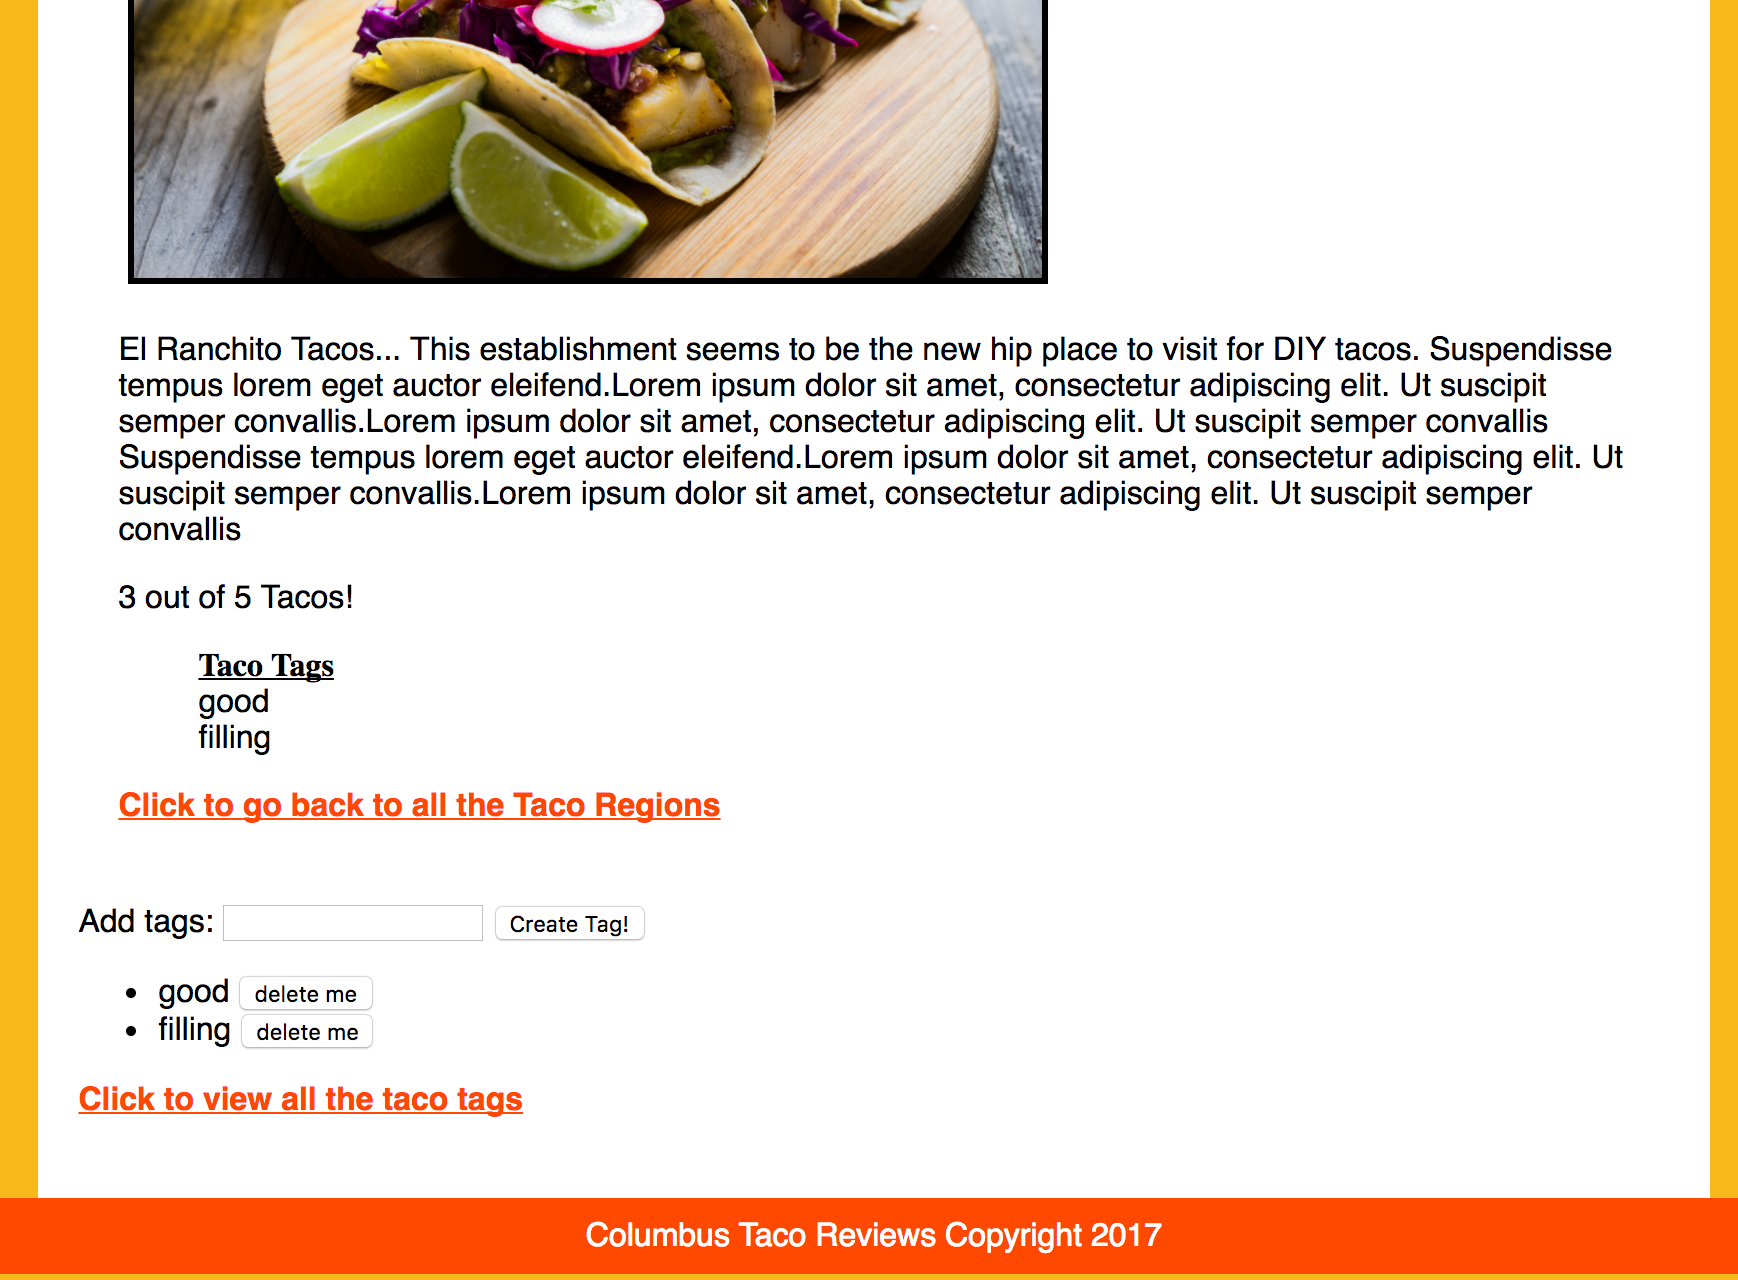 El Ranchito Tacos... This establishment seems to be the new hip place to visit for DIY tacos. Suspendisse
tempus lorem eget auctor eleifend.Lorem ipsum dolor sit amet, consectetur adipiscing elit. Ut suscipit
semper convallis.Lorem ipsum dolor sit amet, consectetur adipiscing elit. Ut suscipit semper convallis
Suspendisse tempus lorem eget auctor eleifend.Lorem ipsum dolor sit amet, consectetur adipiscing elit. Ut
suscipit semper convallis.Lorem ipsum dolor sit amet, consectetur adipiscing elit. Ut suscipit semper
convallis
3 out of 5 Tacos!
Taco Tags
good
filling
Click to go back to all the Taco Regions
Add tags: Create Tag!
good delete me
filling delete me
Click to view all the taco tags
Columbus Taco Reviews Copyright 2017